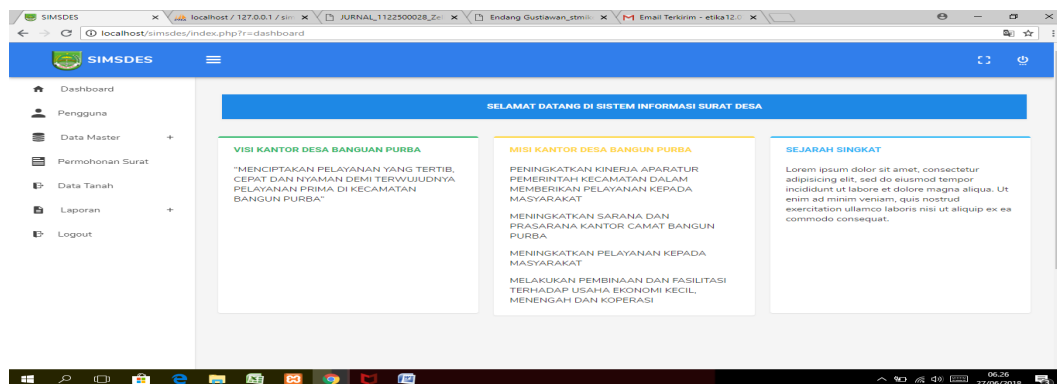 SIMSDES
localhost / 127.0.0.1 / sim
JURNAL_1122500028_Ze
Endang Gustiawan_stmik
Email Terkirim - etika12.0
localhost/simsdes/index.php?r=dashboard
SIMSDES
Dashboard
Pengguna
Data Master +
Permohonan Surat
Data Tanah
Laporan +
Logout
SELAMAT DATANG DI SISTEM INFORMASI SURAT DESA
VISI KANTOR DESA BANGUAN PURBA
"MENCIPTAKAN PELAYANAN YANG TERTIB,
CEPAT DAN NYAMAN DEMI TERWUJUDNYA
PELAYANAN PRIMA DI KECAMATAN
BANGUN PURBA"
MISI KANTOR DESA BANGUN PURBA
PENINGKATKAN KINERJA APARATUR
PEMERINTAH KECAMATAN DALAM
MEMBERIKAN PELAYANAN KEPADA
MASYARAKAT
MENINGKATKAN SARANA DAN
PRASARANA KANTOR CAMAT BANGUN
PURBA
MENINGKATKAN PELAYANAN KEPADA
MASYARAKAT
MELAKUKAN PEMBINAAN DAN FASILITASI
TERHADAP USAHA EKONOMI KECIL,
MENENGAH DAN KOPERASI
SEJARAH SINGKAT
Lorem ipsum dolor sit amet, consectetur
adipisicing elit, sed do eiusmod tempor
incididunt ut labore et dolore magna aliqua. Ut
enim ad minim veniam, quis nostrud
exercitation ullamco laboris nisi ut aliquip ex ea
commodo consequat.
06.26
27/06/2018